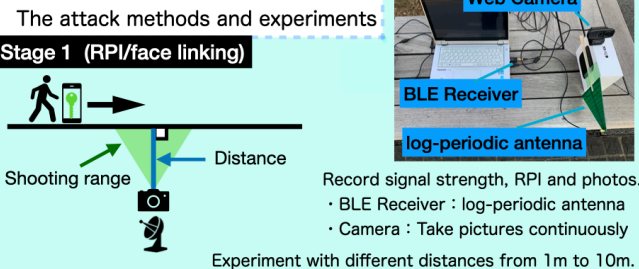 The attack methods and experiments
Stage 1 (RPI/face linking)
Web Camera
BLE Receiver
log-periodic antenna
Distance
Shooting range
Record signal strength, RPI and photos.
・BLE Receiver：log-periodic antenna
・Camera：Take pictures continuously
Experiment with different distances from 1m to 10m.